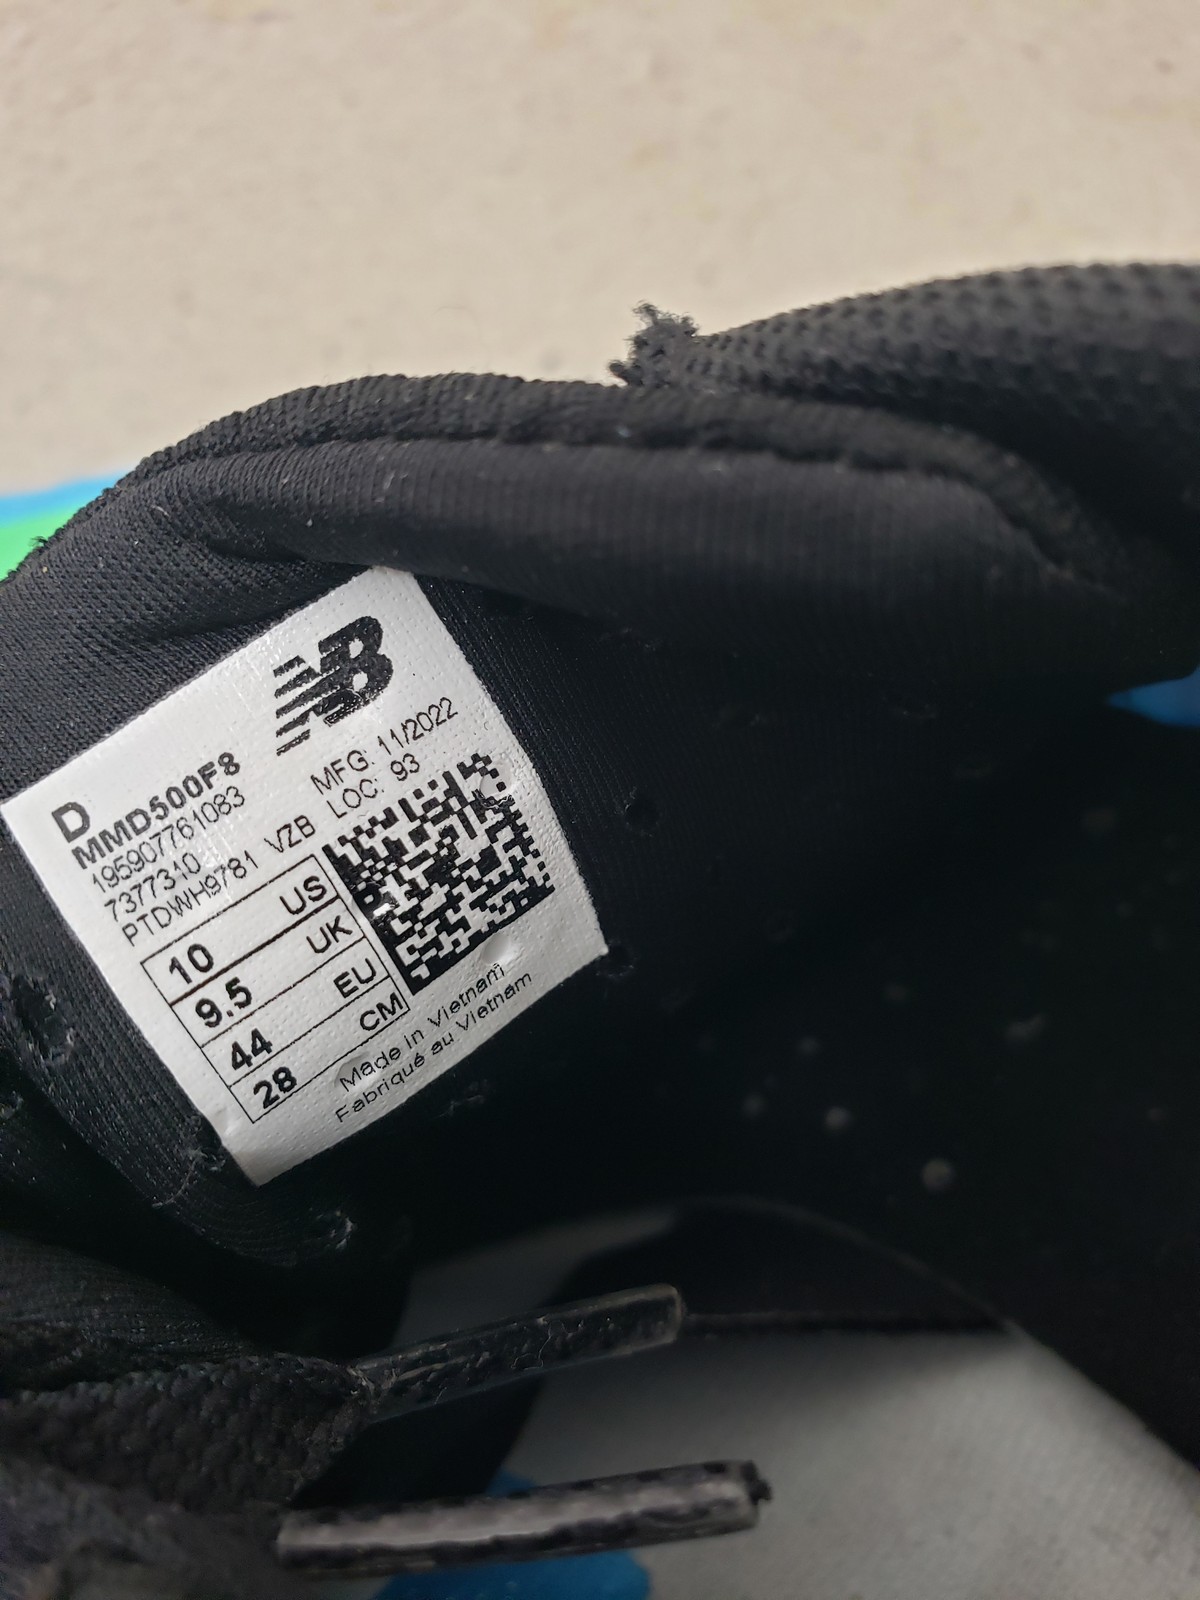 NB
D
MMD500F8
195907761083
7377310
PTDWH9781 VZB
MFG: 11/2022
LOC: 93
10 US
9.5 UK
44 EU
28 CM
Made in Vietnam
Fabriqué au Vietnam